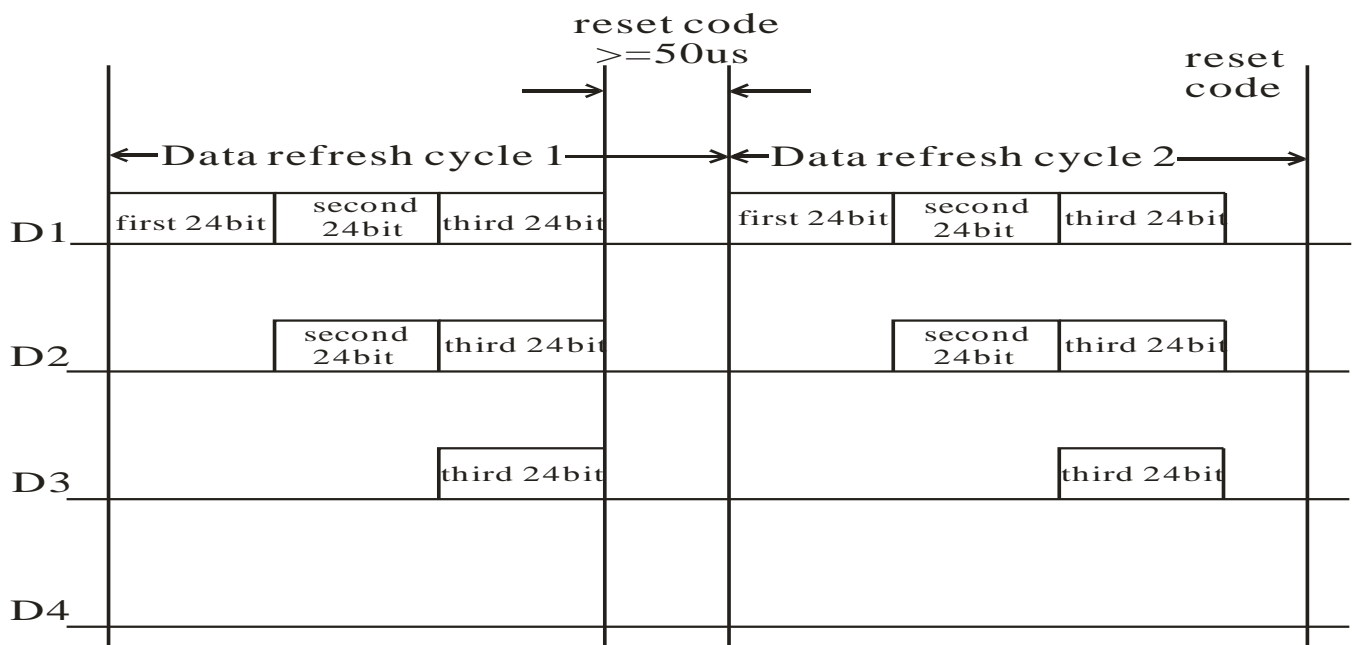 reset code
>=50us
reset
code
Data refresh cycle 1
Data refresh cycle 2
D1
first 24bit
second
24bit
third 24bit
first 24bit
second
24bit
third 24bit
D2
second
24bit
third 24bit
second
24bit
third 24bit
D3
third 24bit
third 24bit
D4